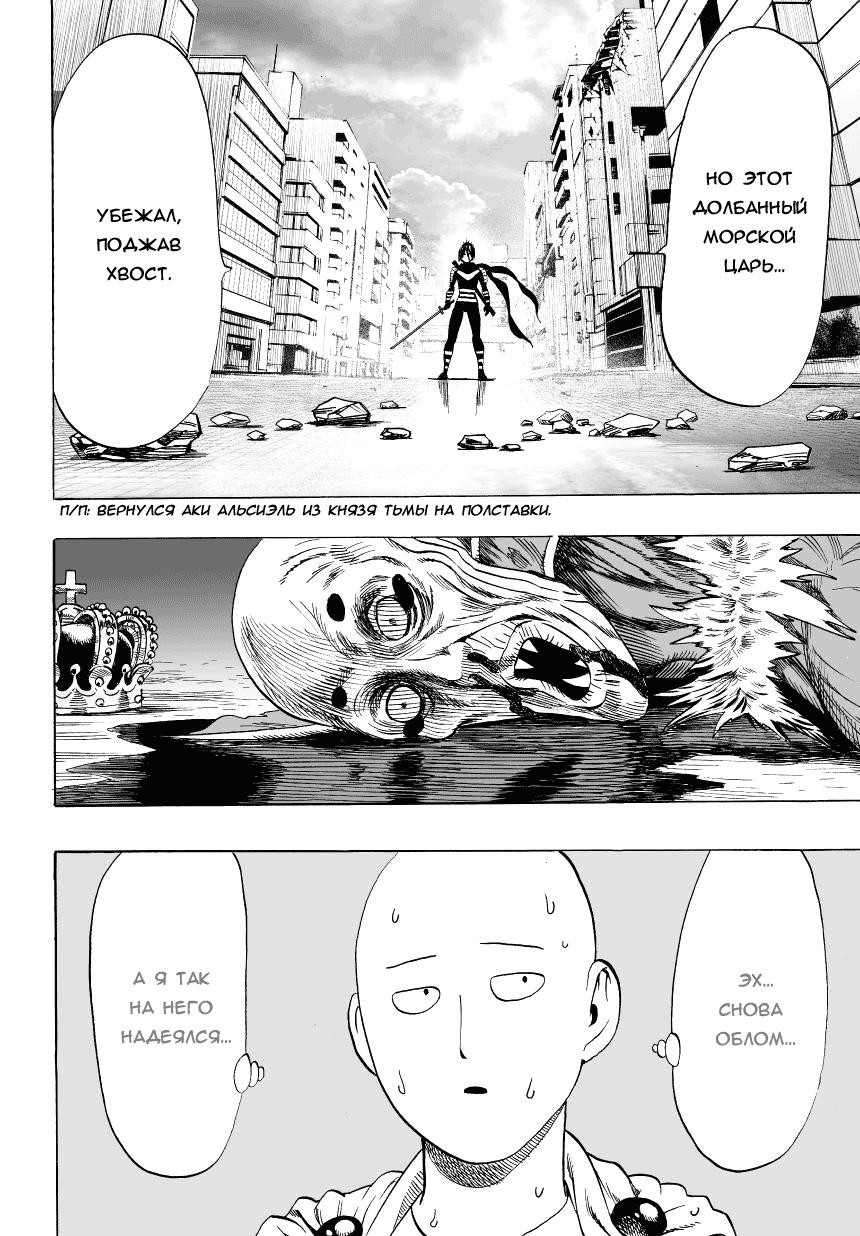 НО ЭТОТ
ДОЛБАННЫЙ
МОРСКОЙ
ЦАРЬ...
УБЕЖАЛ,
ПОДЖАВ
ХВОСТ.
П/П: ВЕРНУЛСЯ АКИ АЛЬСИЭЛЬ ИЗ КНЯЗЯ ТЬМЫ НА ПОЛСТАВКИ.
ЭХ...
СНОВА
ОБЛОМ...
А Я ТАК
НА НЕГО
НАДЕЯЛСЯ...